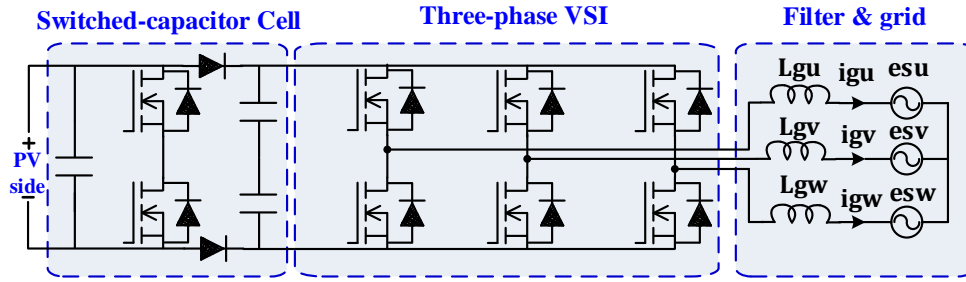 Switched-capacitor Cell
Three-phase VSI
Filter & grid
+
PV
side
Lgu igu esu
Lgv igv esv
Lgw igw esw